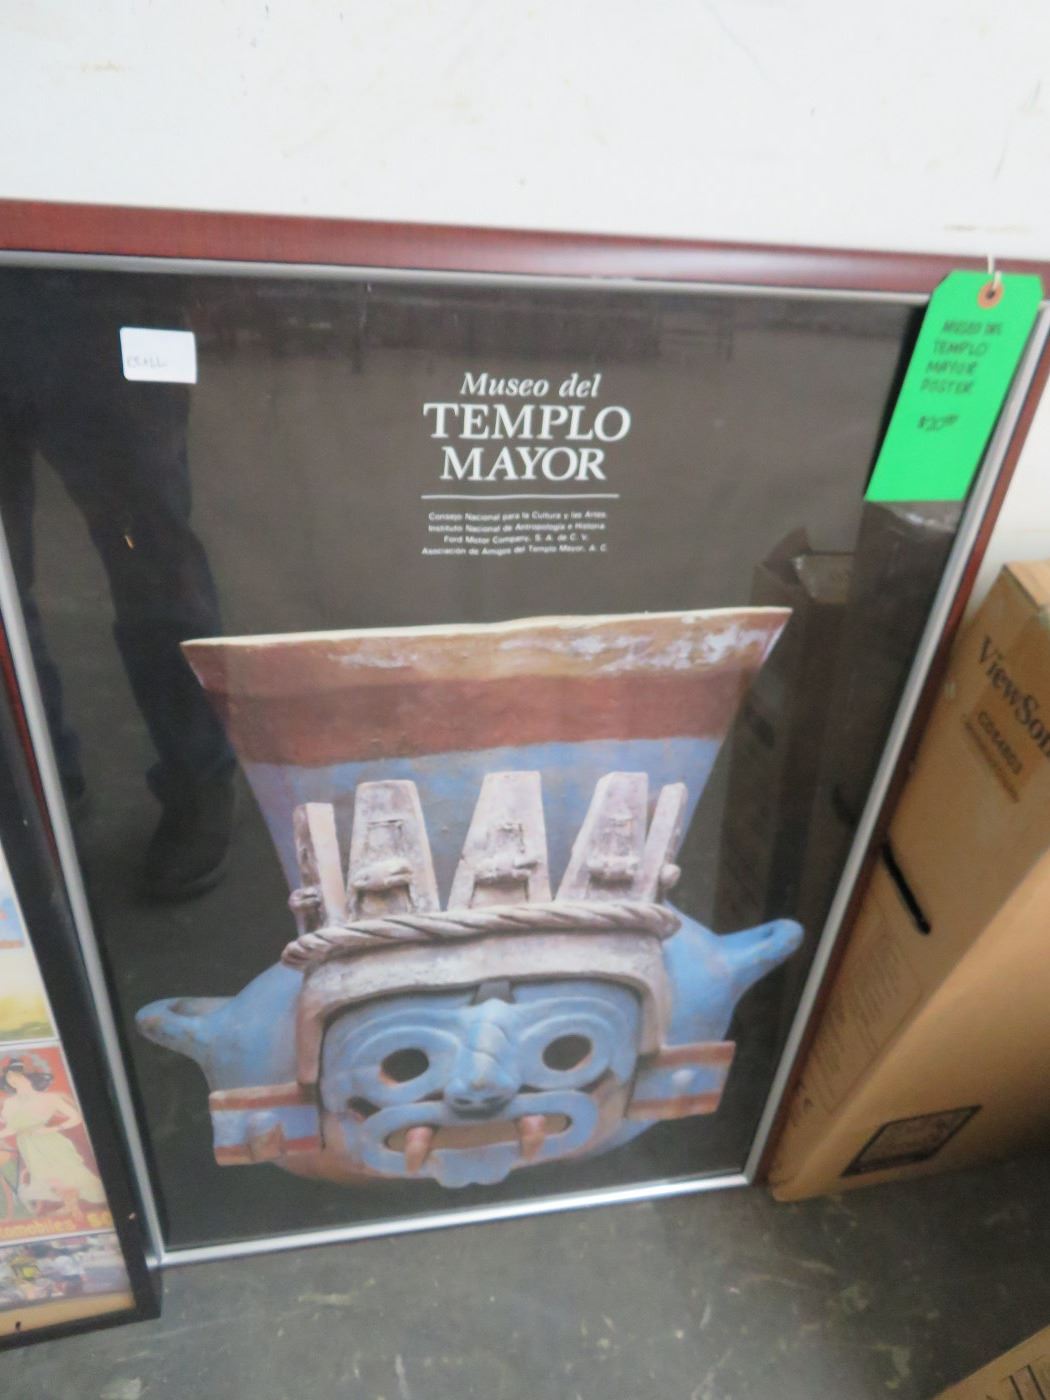 Museo del
TEMPLO
MAYOR
Consejo Nacional para la Cultura y las Artes
Instituto Nacional de Antropología e Historia
Ford Motor Company, S. A. de C. V.
Asociación de Amigos del Templo Mayor, A. C.
MUSEO DEL
TEMPLO
MAYOR
POSTER
ViewSon